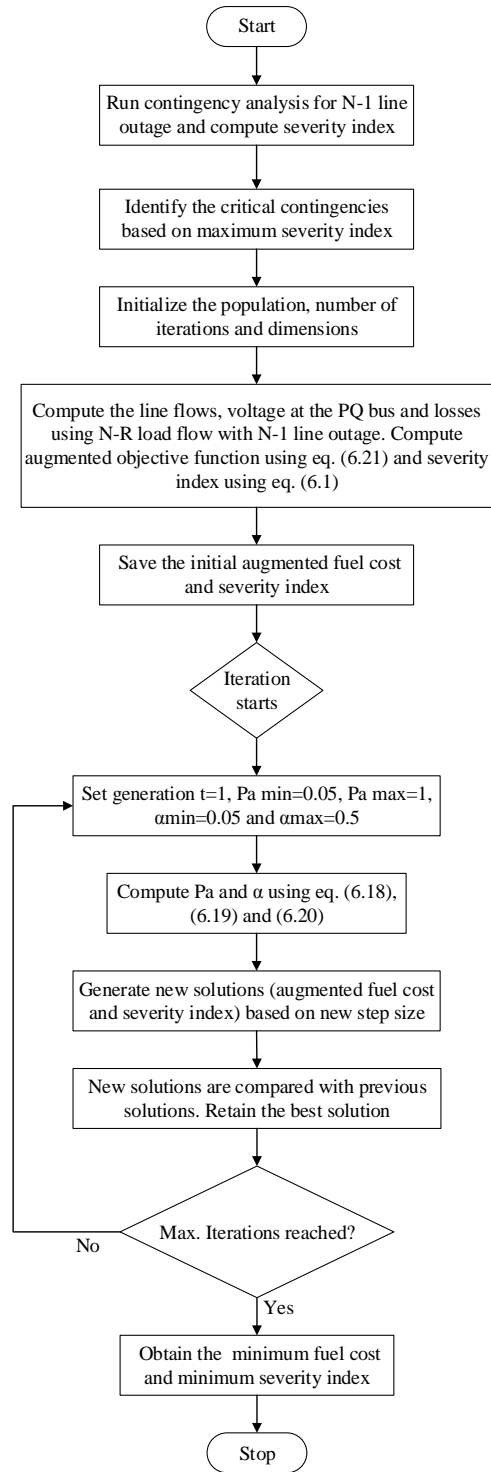 Start
Run contingency analysis for N-1 line
outage and compute severity index
Identify the critical contingencies
based on maximum severity index
Initialize the population, number of
iterations and dimensions
Compute the line flows, voltage at the PQ bus and losses
using N-R load flow with N-1 line outage. Compute
augmented objective function using eq. (6.21) and severity
index using eq. (6.1)
Save the initial augmented fuel cost
and severity index
Iteration
starts
Set generation t=1, Pa min=0.05, Pa max=1,
αmin=0.05 and αmax=0.5
Compute Pa and α using eq. (6.18),
(6.19) and (6.20)
Generate new solutions (augmented fuel cost
and severity index) based on new step size
New solutions are compared with previous
solutions. Retain the best solution
Max. Iterations reached?
No
Yes
Obtain the minimum fuel cost
and minimum severity index
Stop